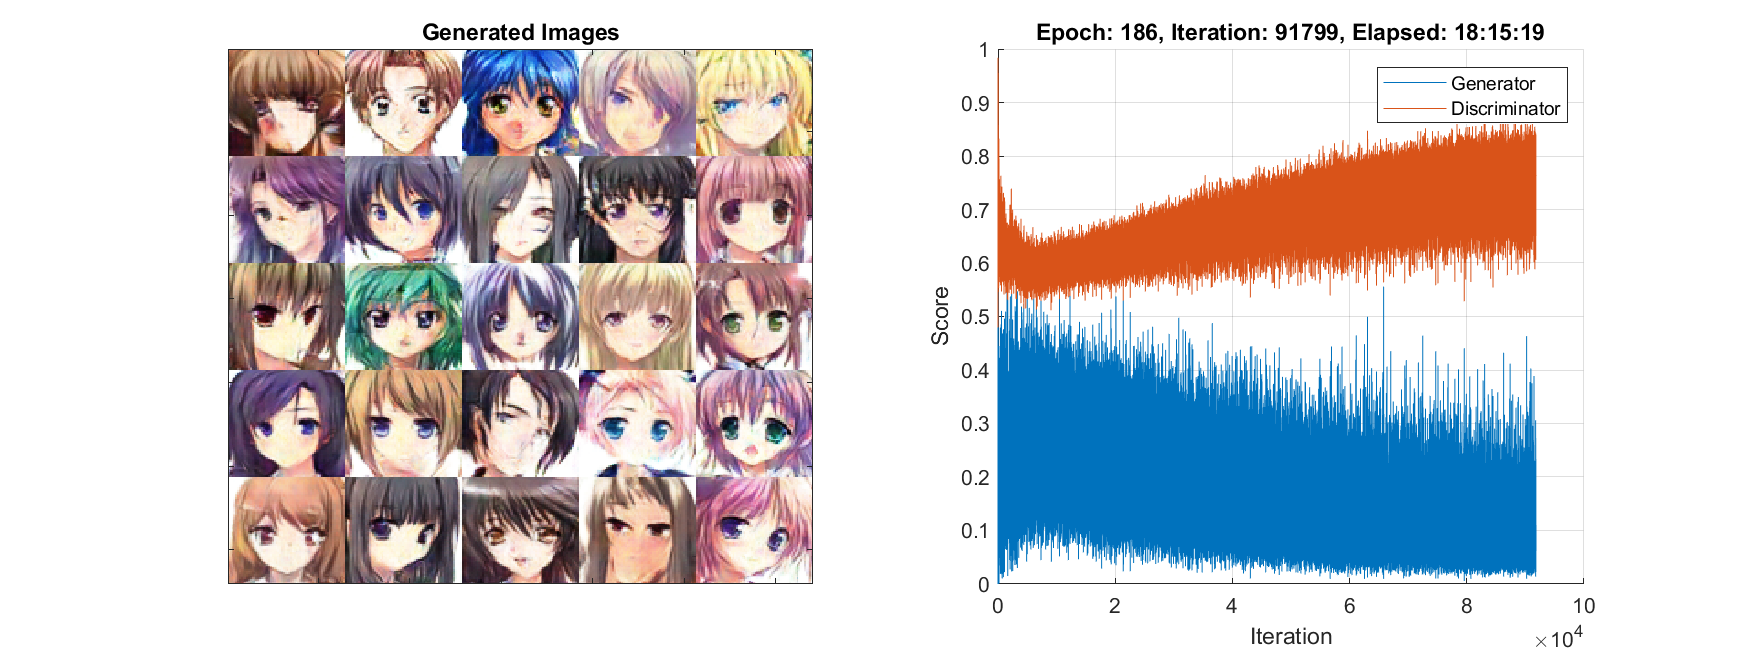 Generated Images
Epoch: 186, Iteration: 91799, Elapsed: 18:15:19
Generator
Discriminator
1
0.9
0.8
0.7
0.6
0.5
0.4
0.3
0.2
0.1
0
Score
0 2 4 6 8 10
Iteration
×10⁴